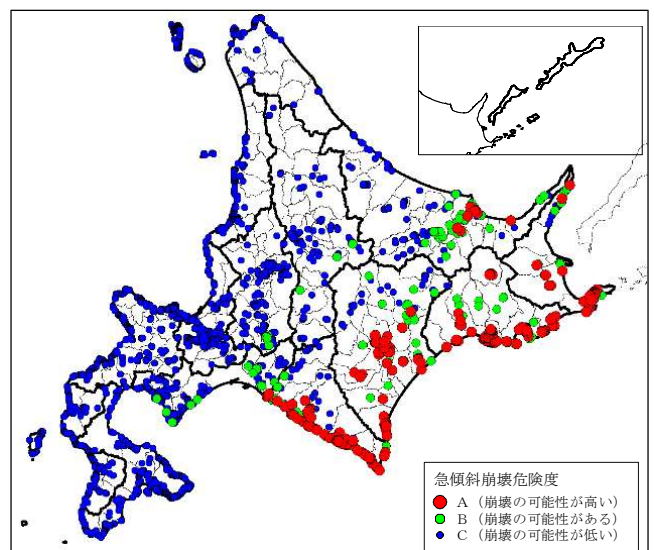 急傾斜崩壊危険度
A（崩壊の可能性が高い）
B（崩壊の可能性がある）
C（崩壊の可能性が低い）